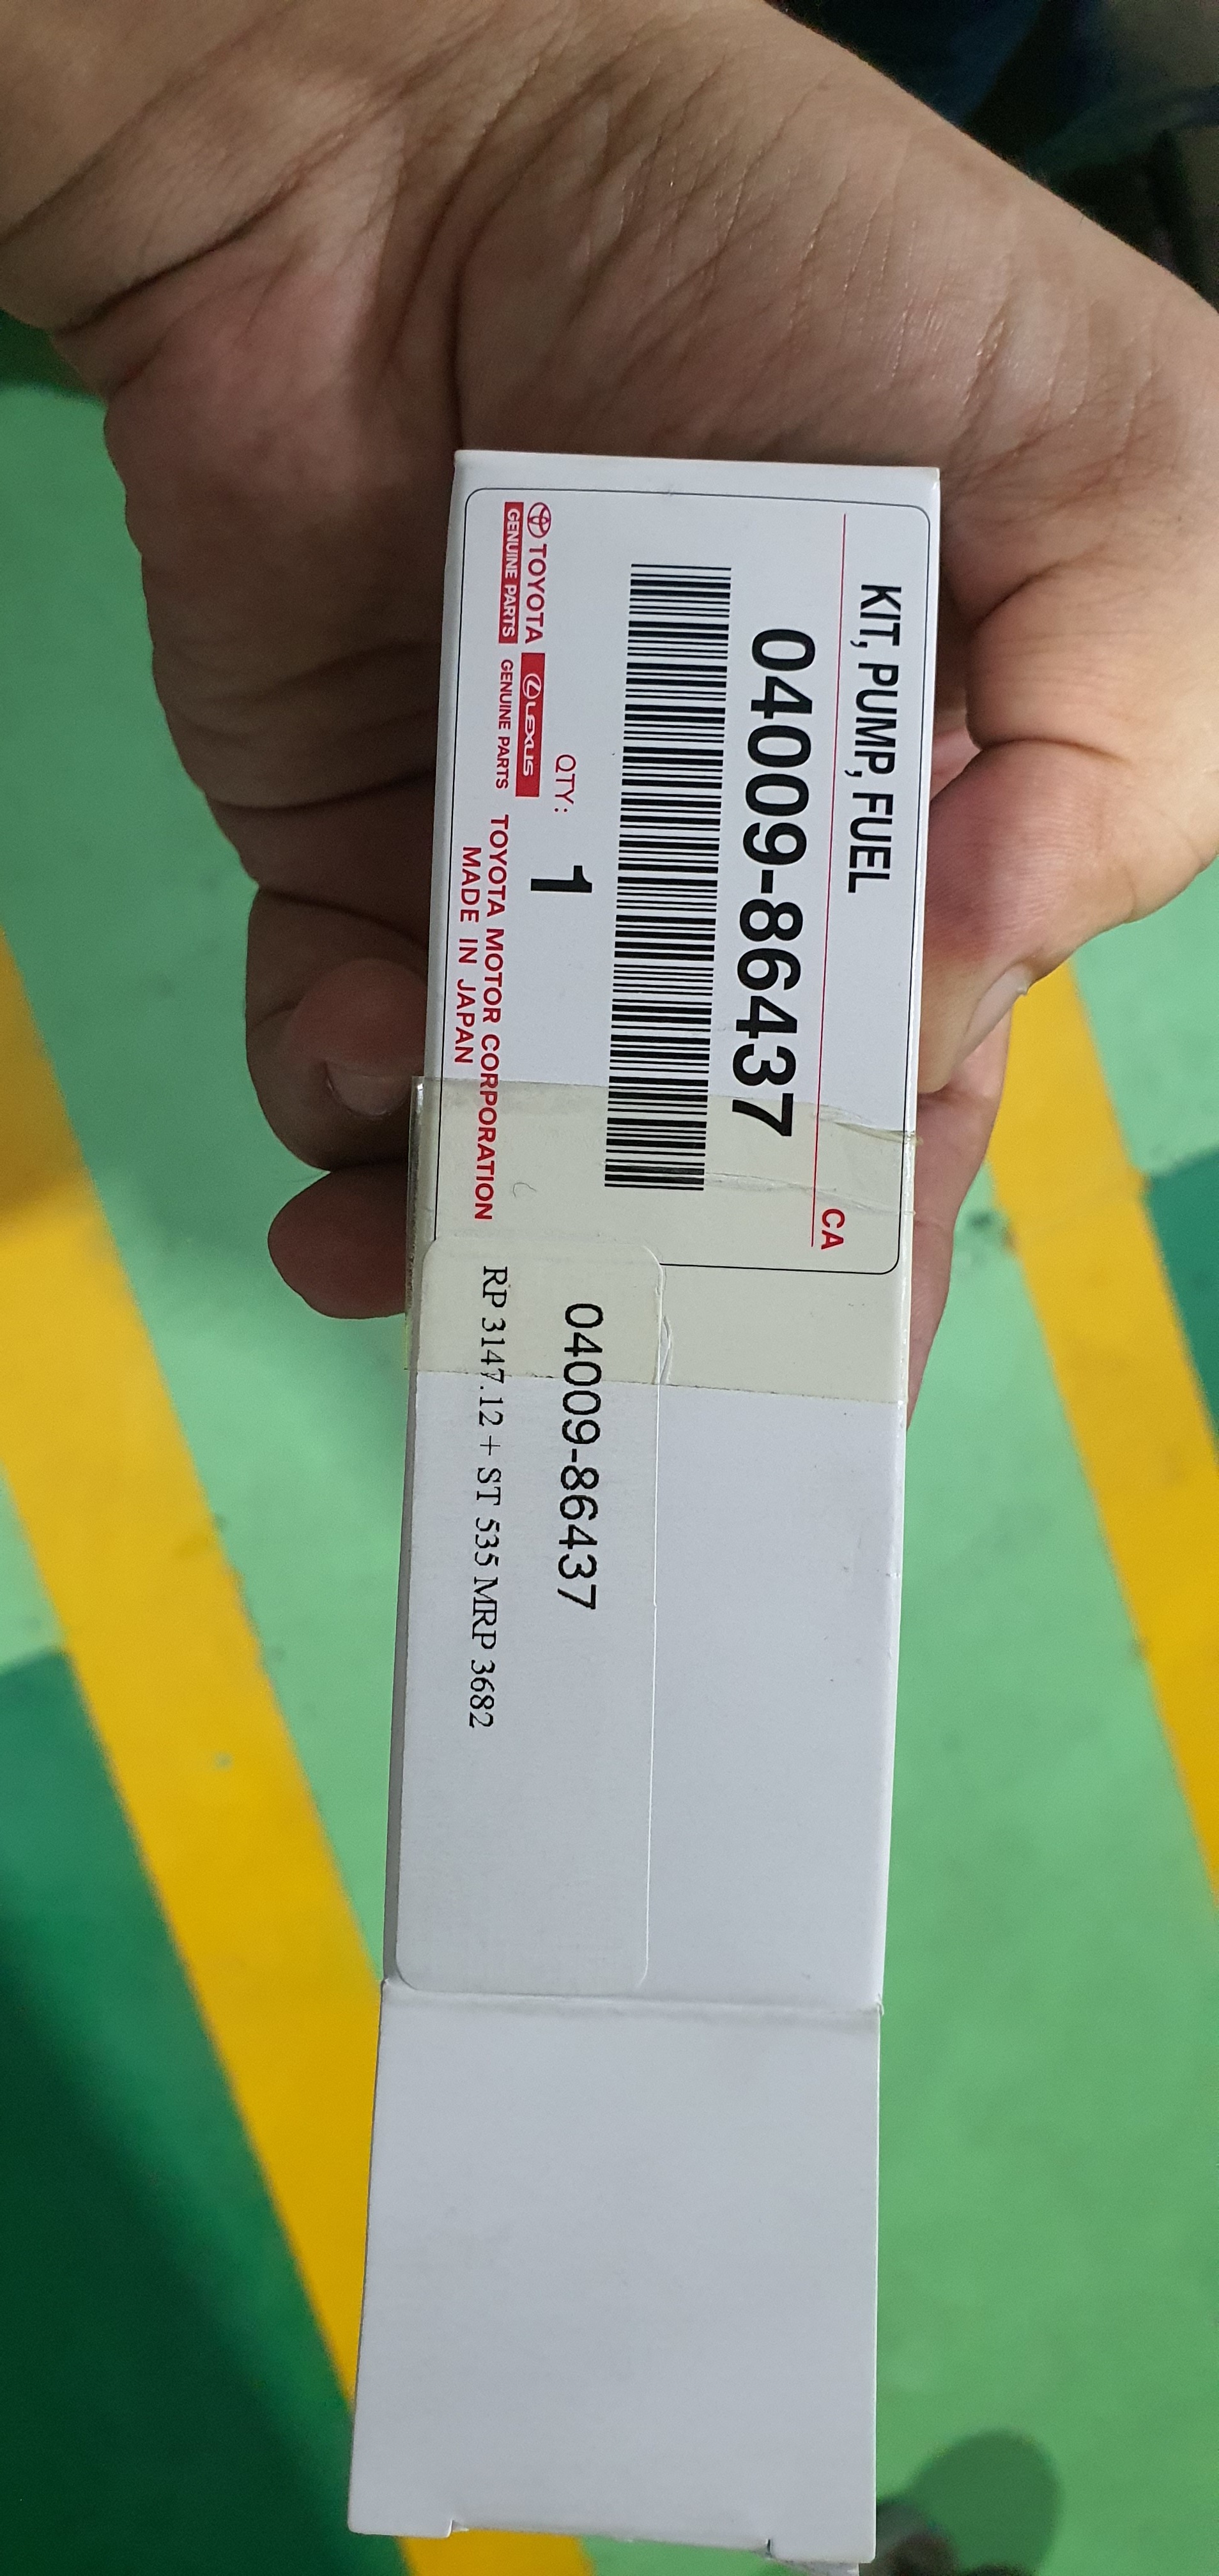 KIT, PUMP, FUEL
CA
04009-86437
QTY: 1
TOYOTA
GENUINE PARTS
LEXUS
GENUINE PARTS
TOYOTA MOTOR CORPORATION
MADE IN JAPAN
04009-86437
RP 3147.12 + ST 535 MRP 3682